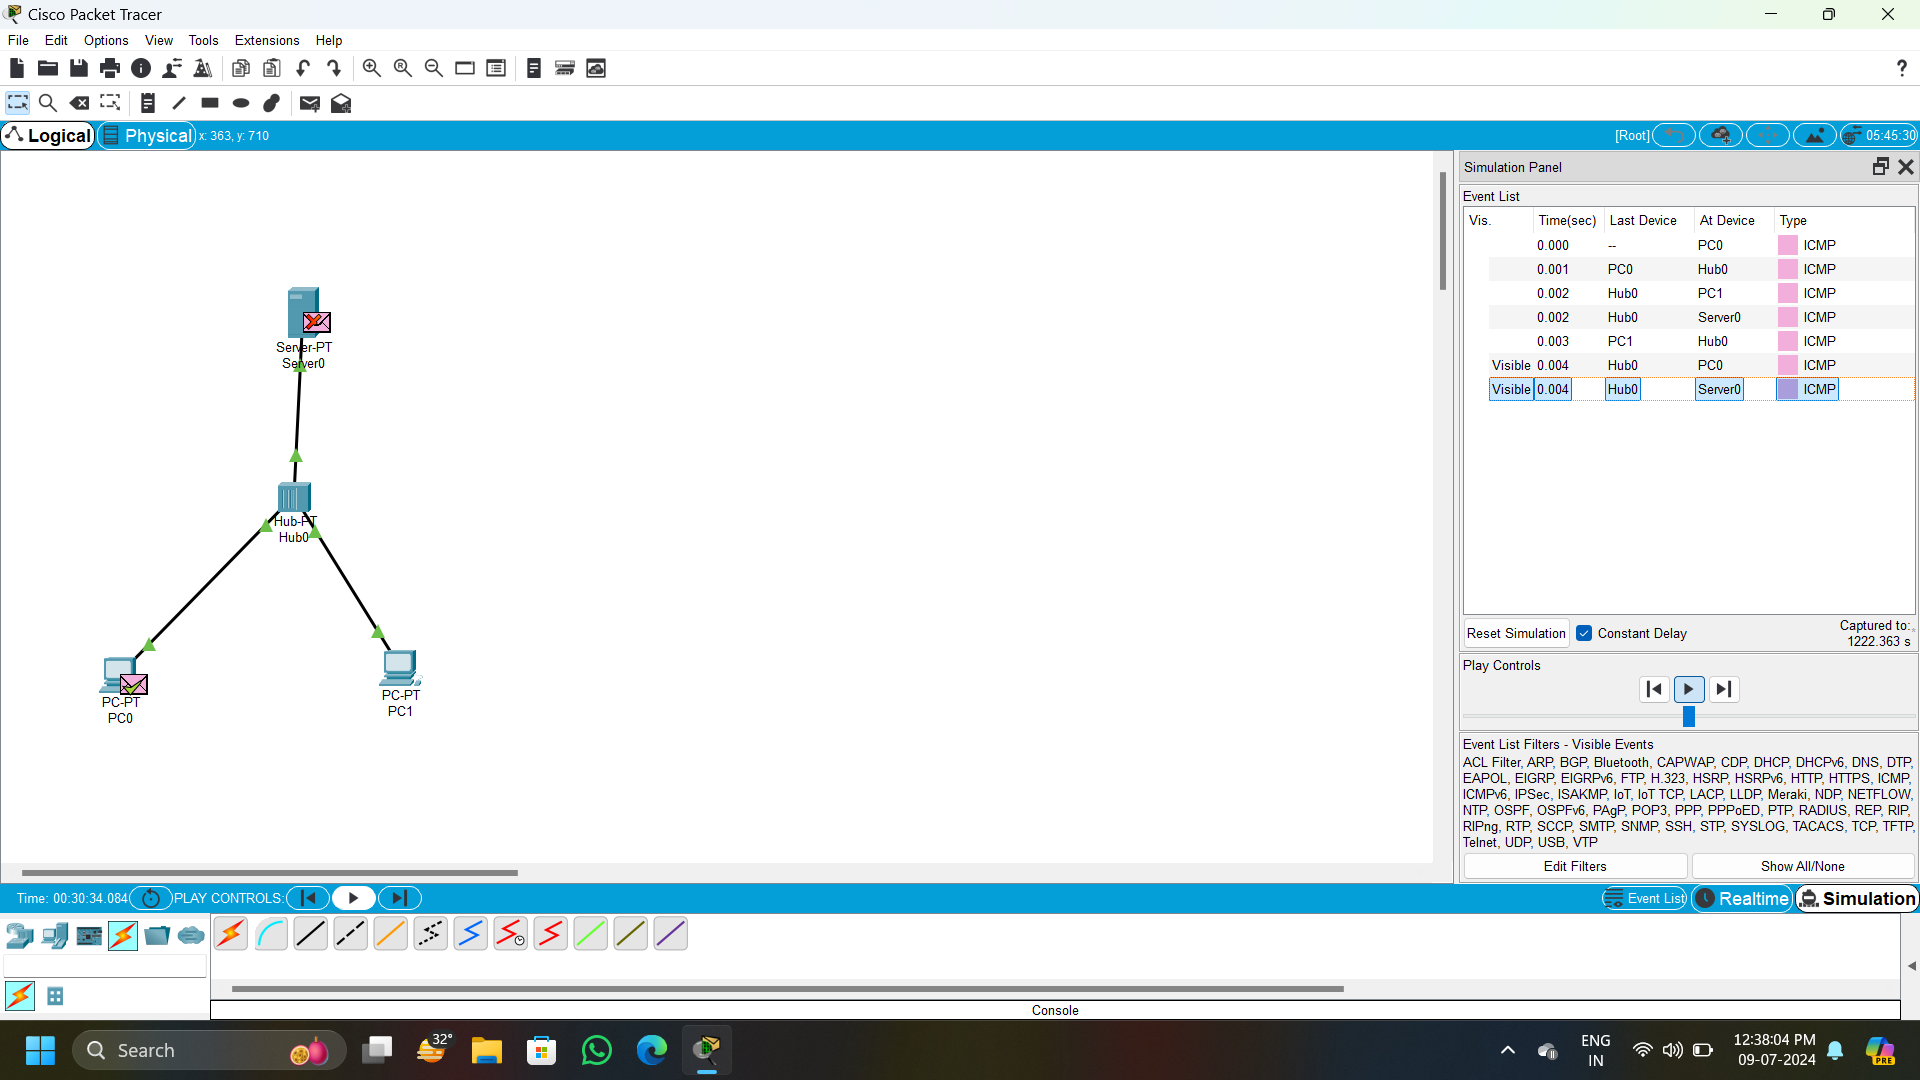 Cisco Packet Tracer
File Edit Options View Tools Extensions Help
?
Logical Physical x: 363, y: 710 [Root] 05:45:30
Simulation Panel
Event List
Vis. Time(sec) Last Device At Device Type
0.000 -- PC0 ICMP
0.001 PC0 Hub0 ICMP
0.002 Hub0 PC1 ICMP
0.002 Hub0 Server0 ICMP
0.003 PC1 Hub0 ICMP
Visible 0.004 Hub0 PC0 ICMP
Visible 0.004 Hub0 Server0 ICMP
Server-PT
Server0
Hub-PT
Hub0
PC-PT
PC0
PC-PT
PC1
Reset Simulation Constant Delay Captured to:
1222.363 s
Play Controls
Event List Filters - Visible Events
ACL Filter, ARP, BGP, Bluetooth, CAPWAP, CDP, DHCP, DHCPv6, DNS, DTP,
EAPOL, EIGRP, EIGRPv6, FTP, H.323, HSRP, HSRPv6, HTTP, HTTPS, ICMP,
ICMPv6, IPSec, ISAKMP, IoT, IoT TCP, LACP, LLDP, Meraki, NDP, NETFLOW,
NTP, OSPF, OSPFv6, PAgP, POP3, PPP, PPPoED, PTP, RADIUS, REP, RIP,
RIPng, RTP, SCCP, SMTP, SNMP, SSH, STP, SYSLOG, TACACS, TCP, TFTP,
Telnet, UDP, USB, VTP
Edit Filters Show All/None
Time: 00:30:34.084 PLAY CONTROLS: Event List Realtime Simulation
Console
Search 32° ENG
IN
12:38:04 PM
09-07-2024
PRE